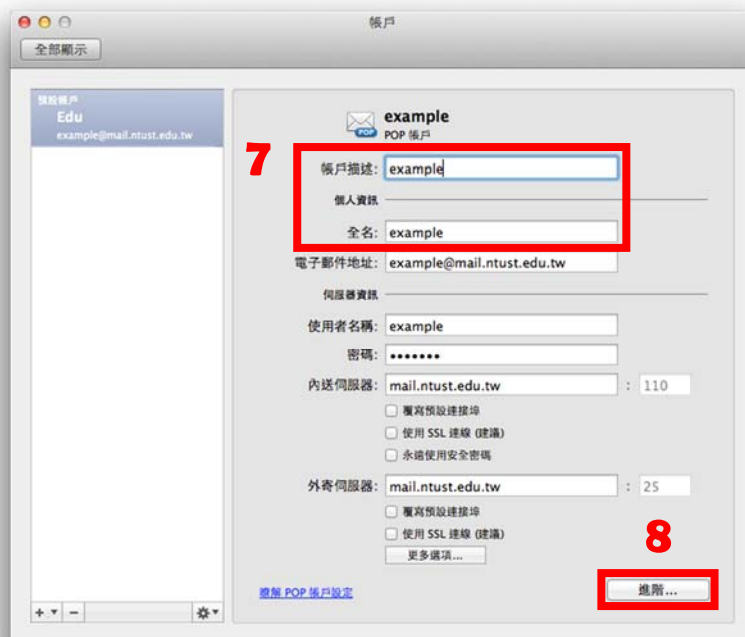 帳戶
全部顯示
預設帳戶
Edu
example@mail.ntust.edu.tw
example
POP 帳戶
7
帳戶描述: example
個人資訊
全名: example
電子郵件地址: example@mail.ntust.edu.tw
伺服器資訊
使用者名稱: example
密碼: •••••••
內送伺服器: mail.ntust.edu.tw : 110
覆寫預設連接埠
使用 SSL 連線 (建議)
永遠使用安全密碼
外寄伺服器: mail.ntust.edu.tw : 25
覆寫預設連接埠
使用 SSL 連線 (建議)
更多選項...
8
瞭解 POP 帳戶設定
進階...